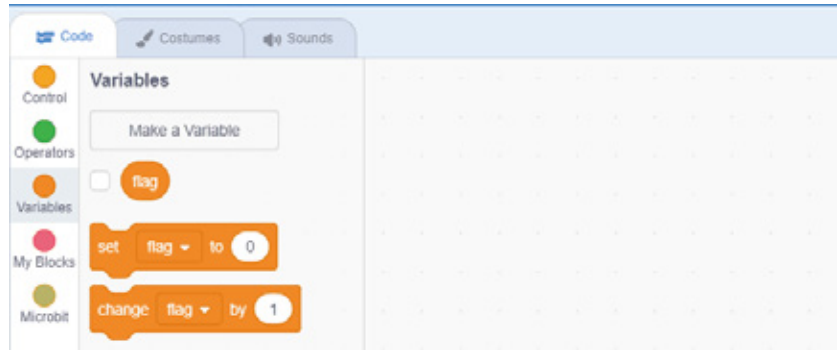 Code Costumes Sounds
Control
Operators
Variables
My Blocks
Microbit
Variables
Make a Variable
flag
set flag to 0
change flag by 1